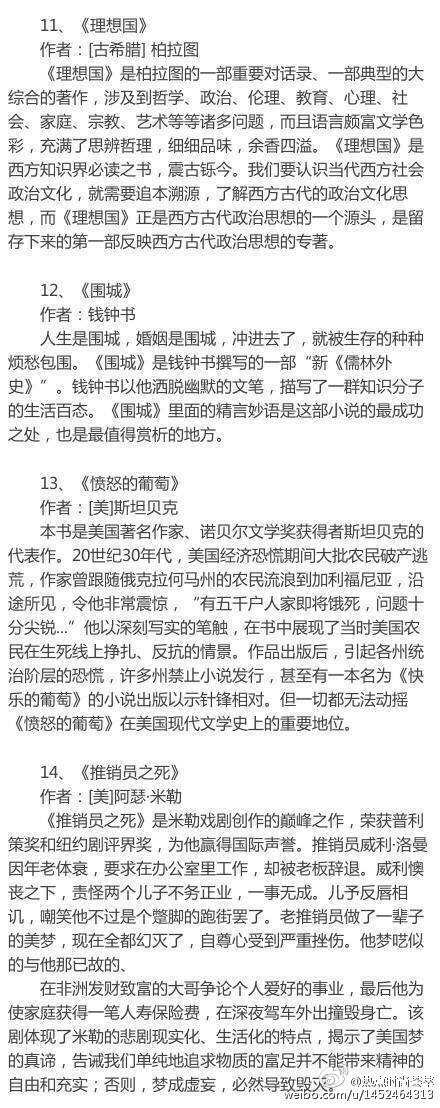 11、《理想国》
作者：[古希腊] 柏拉图
《理想国》是柏拉图的一部重要对话录、一部典型的大
综合的著作，涉及到哲学、政治、伦理、教育、心理、社
会、家庭、宗教、艺术等等诸多问题，而且语言颇富文学色
彩，充满了思辨哲理，细细品味，余香四溢。《理想国》是
西方知识界必读之书，震古铄今。我们要认识当代西方社会
政治文化，就需要追本溯源，了解西方古代的政治文化思
想，而《理想国》正是西方古代政治思想的一个源头，是留
存下来的第一部反映西方古代政治思想的专著。
12、《围城》
作者：钱钟书
人生是围城，婚姻是围城，冲进去了，就被生存的种种
烦愁包围。《围城》是钱钟书撰写的一部“新《儒林外
史》”。钱钟书以他洒脱幽默的文笔，描写了一群知识分子
的生活百态。《围城》里面的精言妙语是这部小说的最成功
之处，也是最值得赏析的地方。
13、《愤怒的葡萄》
作者：[美]斯坦贝克
本书是美国著名作家、诺贝尔文学奖获得者斯坦贝克的
代表作。20世纪30年代，美国经济恐慌期间大批农民破产逃
荒，作家曾跟随俄克拉何马州的农民流浪到加利福尼亚，沿
途所见，令他非常震惊，“有五千户人家即将饿死，问题十
分尖锐...”他以深刻写实的笔触，在书中展现了当时美国农
民在生死线上挣扎、反抗的情景。作品出版后，引起各州统
治阶层的恐慌，许多州禁止小说发行，甚至有一本名为《快
乐的葡萄》的小说出版以示针锋相对。但一切都无法动摇
《愤怒的葡萄》在美国现代文学史上的重要地位。
14、《推销员之死》
作者：[美]阿瑟·米勒
《推销员之死》是米勒戏剧创作的巅峰之作，荣获普利
策奖和纽约剧评界奖，为他赢得国际声誉。推销员威利·洛曼
因年老体衰，要求在办公室里工作，却被老板辞退。威利懊
丧之下，责怪两个儿子不务正业，一事无成。儿予反唇相
讥，嘲笑他不过是个蹩脚的跑街罢了。老推销员做了一辈子
的美梦，现在全都幻灭了，自尊心受到严重挫伤。他梦呓似
的与他那已故的、
在非洲发财致富的大哥争论个人爱好的事业，最后他为
使家庭获得一笔人寿保险费，在深夜驾车外出撞毁身亡。该
剧体现了米勒的悲剧现实化、生活化的特点，揭示了美国梦
的真谛，告诫我们单纯地追求物质的富足并不能带来精神的
自由和充实；否则，梦成虚妄，必然导致毁灭。
weibo.com/u/1452464313